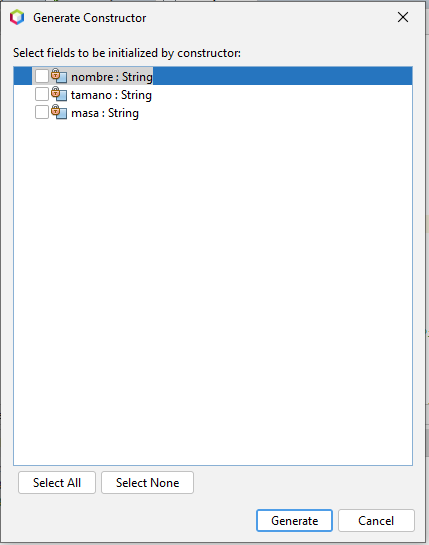 Generate Constructor
Select fields to be initialized by constructor:
nombre : String
tamano : String
masa : String
Select All
Select None
Generate
Cancel